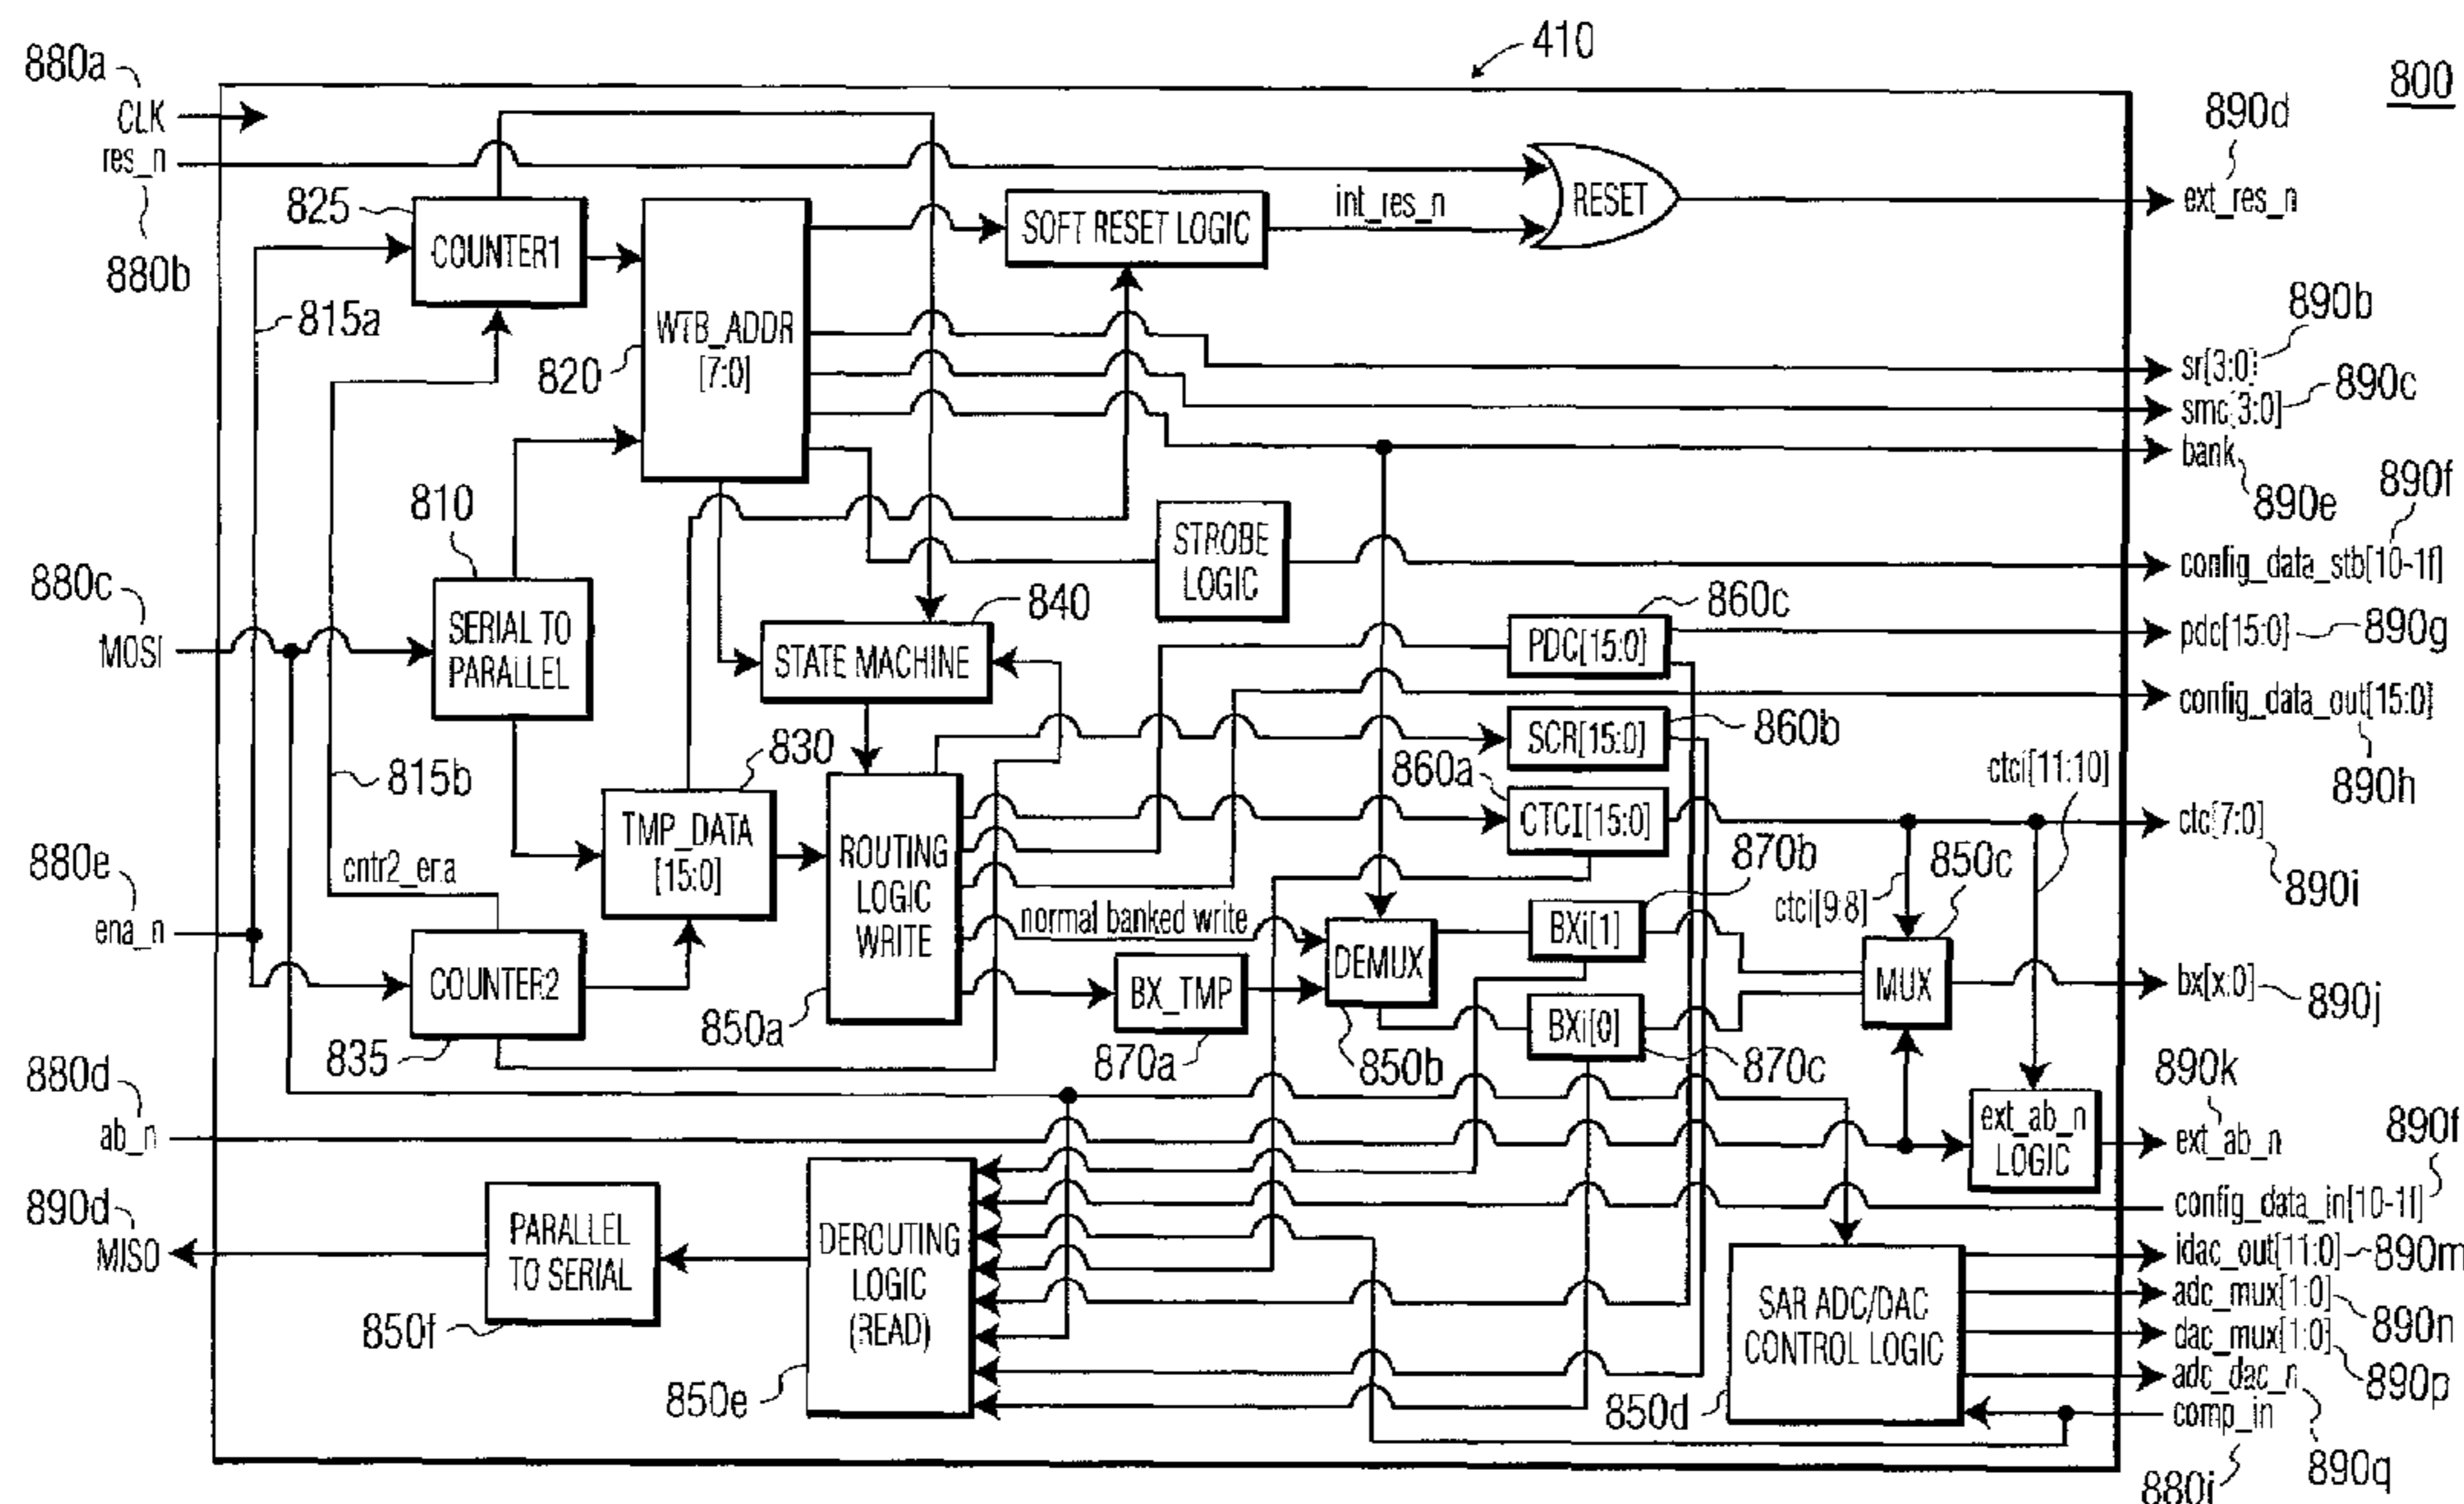 410
800
880a
CLK
res_n
880b
890d
ext_res_n
825
COUNTER1
815a
WTB_ADDR
[7:0]
820
SOFT RESET LOGIC
int_res_n
RESET
890b
sr[3:0]
smc[3:0]
890c
bank
890e
890f
config_data_stb[10-1f]
STROBE
LOGIC
810
SERIAL TO
PARALLEL
880c
MOSI
840
STATE MACHINE
860c
PDC[15:0]
pdc[15:0]
890g
config_data_out[15:0]
890h
SCR[15:0]
860b
860a
CTCI[15:0]
ctci[11:10]
ctc[7:0]
890i
815b
830
TMP_DATA
[15:0]
ROUTING
LOGIC
WRITE
850a
880e
ena_n
cntr2_ena
COUNTER2
835
normal banked write
BX_TMP
870a
DEMUX
850b
870b
BXi[1]
BXi[0]
870c
ctci[9:8]
850c
MUX
bx[x:0]
890j
880d
ab_n
890k
ext_ab_n
LOGIC
ext_ab_n
890f
config_data_in[10-1f]
890d
MISO
PARALLEL
TO SERIAL
850f
DEROUTING
LOGIC
(READ)
850e
SAR ADC/DAC
CONTROL LOGIC
850d
idac_out[11:0]
890m
adc_mux[1:0]
890n
dac_mux[1:0]
890p
adc_dac_n
890q
comp_in
880i